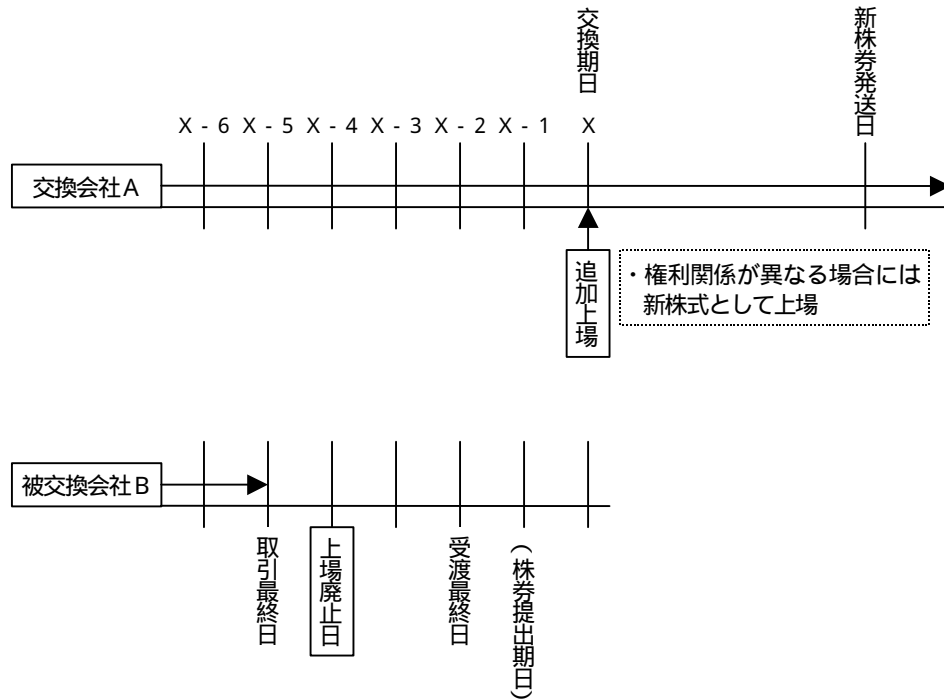 交換期日
新株券発送日
X - 6 X - 5 X - 4 X - 3 X - 2 X - 1 X
交換会社A
追加上場
・権利関係が異なる場合には
新株式として上場
被交換会社B
取引最終日
上場廃止日
受渡最終日
(株券提出期日)